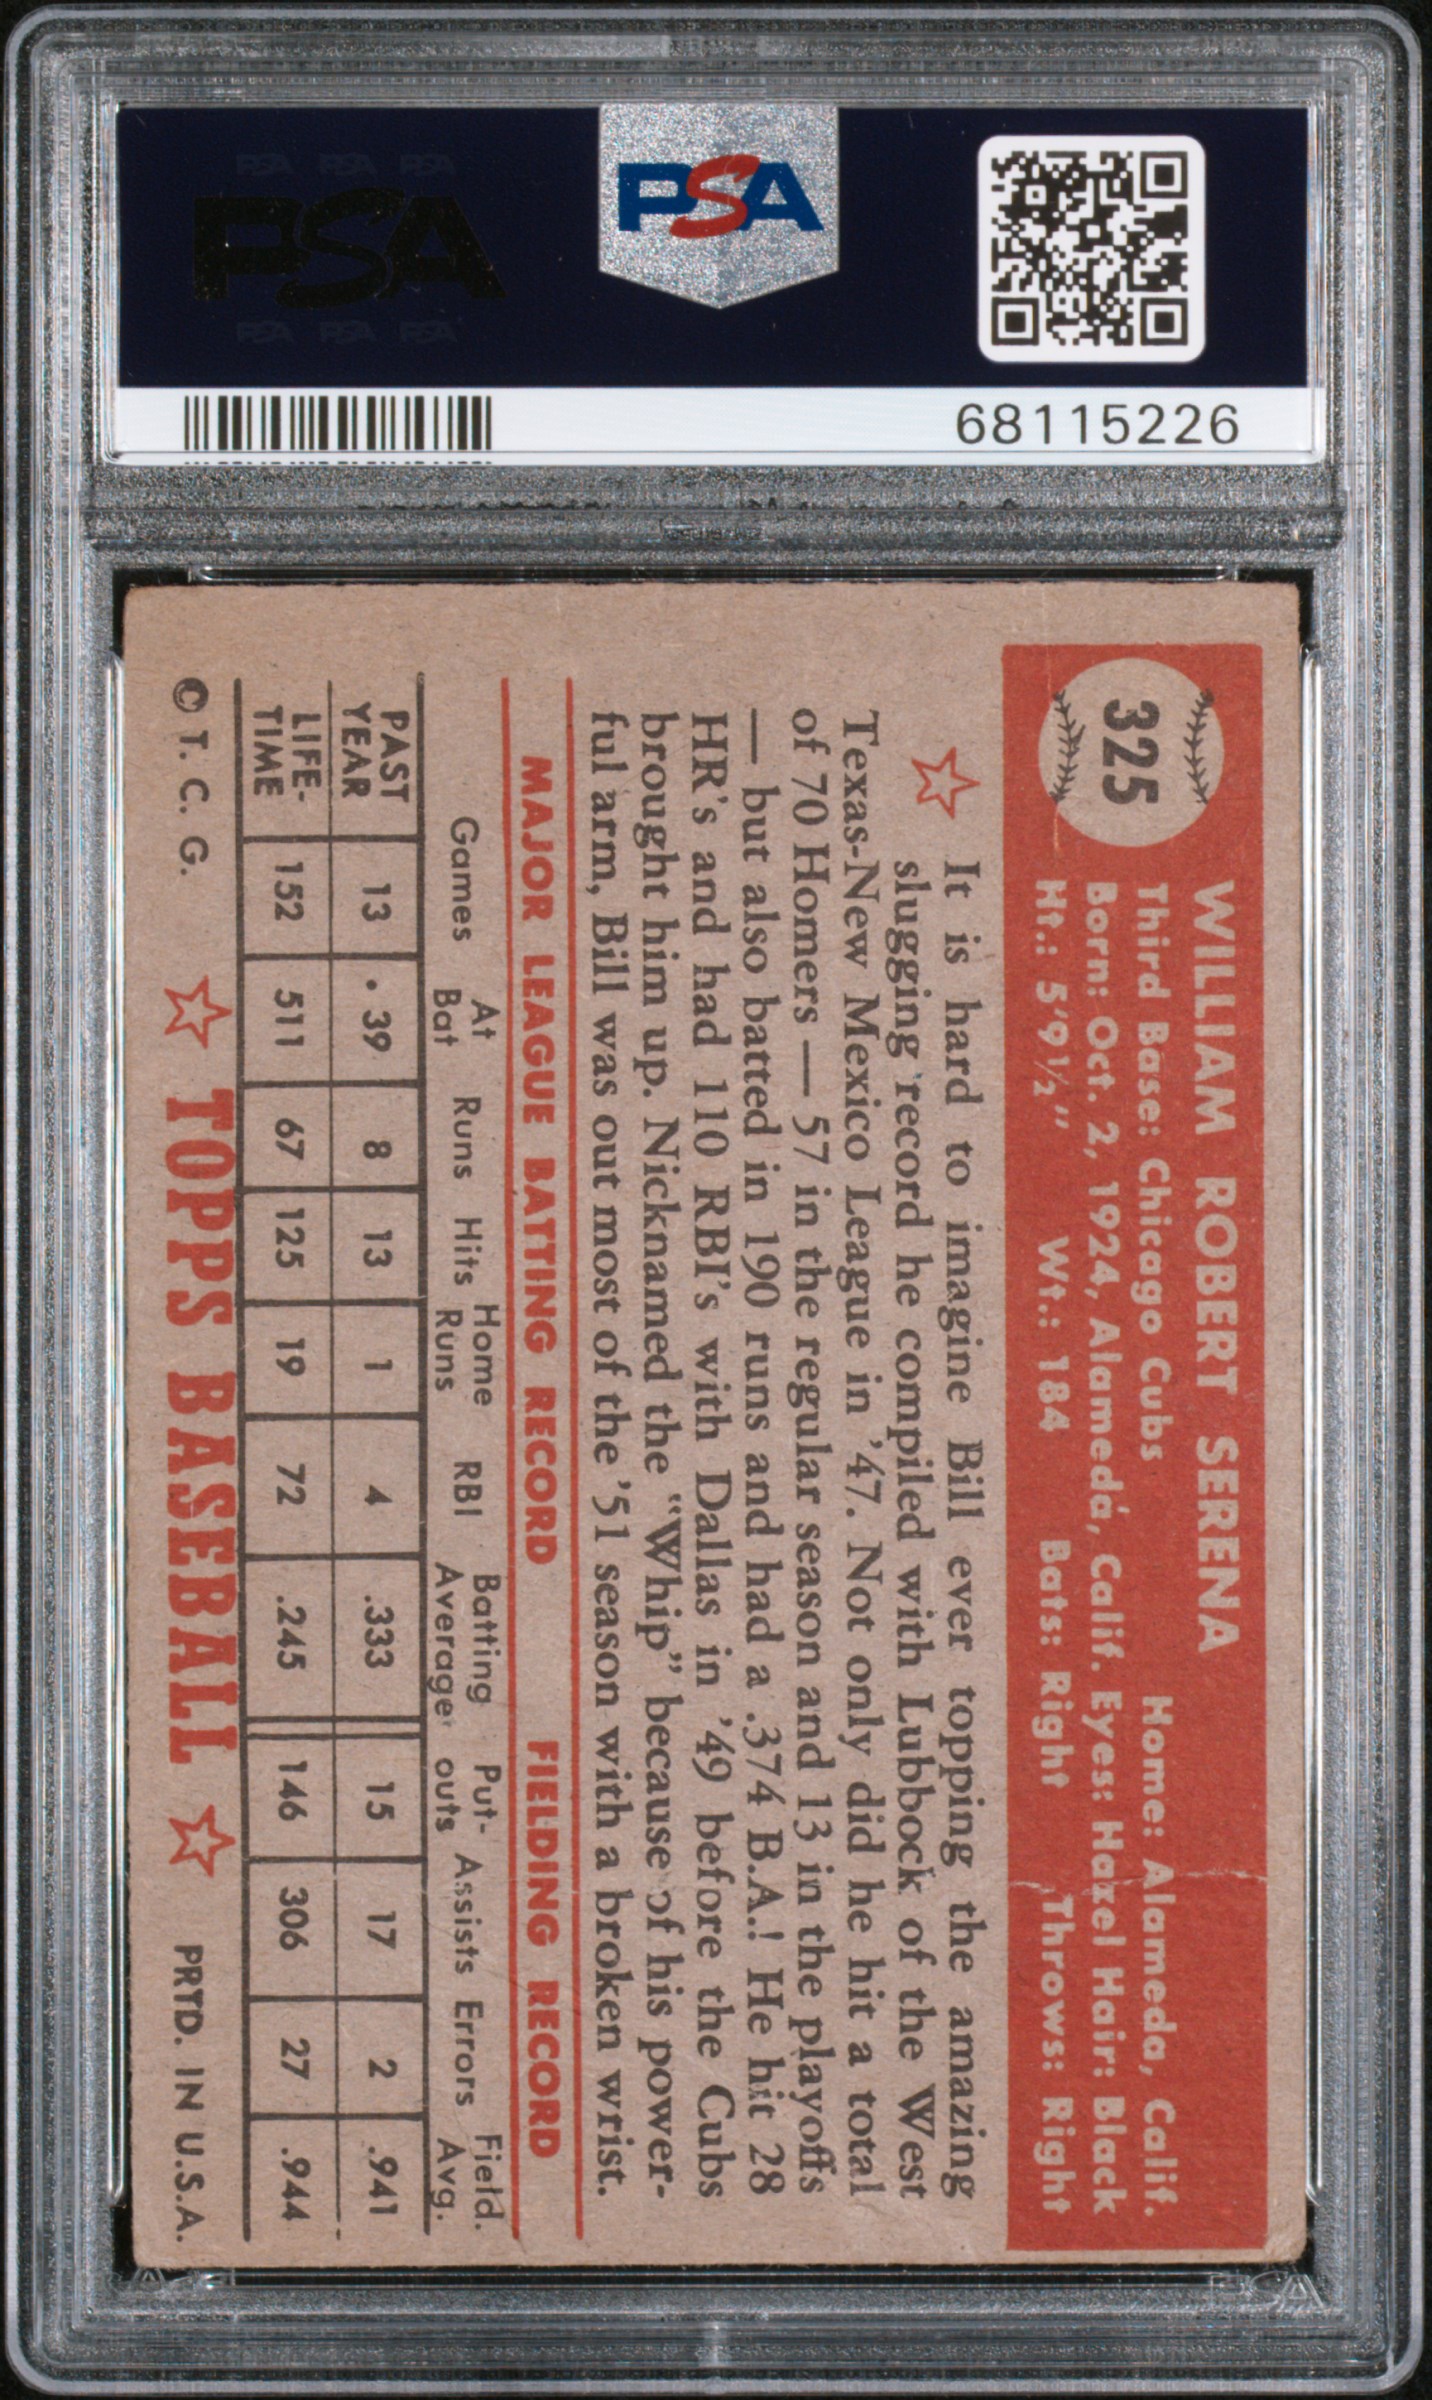 PSA PSA PSA
PSA
PSA PSA PSA
PSA
68115226
325
WILLIAM ROBERT SERENA
Third Base: Chicago Cubs Home: Alameda, Calif.
Born: Oct. 2, 1924, Alameda, Calif. Eyes: Hazel Hair: Black
Ht.: 5'9½" Wt.: 184 Bats: Right Throws: Right
It is hard to imagine Bill ever topping the amazing
slugging record he compiled with Lubbock of the West
Texas-New Mexico League in '47. Not only did he hit a total
of 70 Homers — 57 in the regular season and 13 in the playoffs
— but also batted in 190 runs and had a .374 B.A.! He hit 28
HR's and had 110 RBI's with Dallas in '49 before the Cubs
brought him up. Nicknamed the "Whip" because of his power-
ful arm, Bill was out most of the '51 season with a broken wrist.
MAJOR LEAGUE BATTING RECORD FIELDING RECORD
Games At Bat Runs Hits Home Runs RBI Batting Average Put-outs Assists Errors Field. Avg.
PAST YEAR 13 39 8 13 1 4 .333 15 17 2 .941
LIFE-TIME 152 511 67 125 19 72 .245 146 306 27 .944
© T. C. G. TOPPS BASEBALL PRTD. IN U.S.A.
PSA